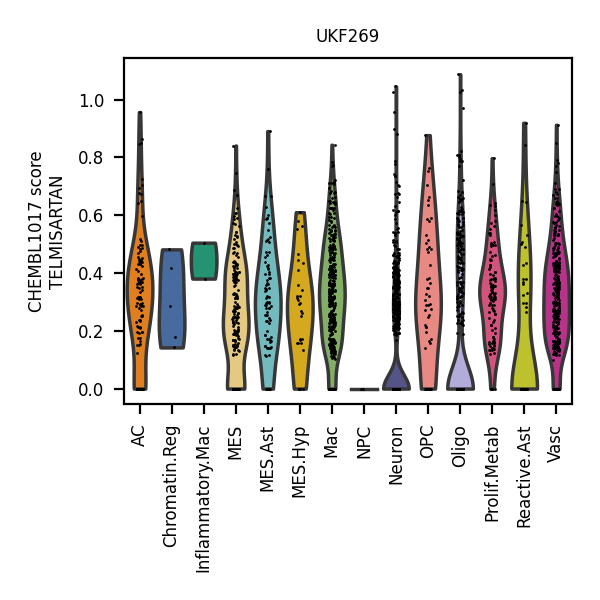 UKF269
CHEMBL1017 score
TELMISARTAN
1.0
0.8
0.6
0.4
0.2
0.0
AC
Chromatin.Reg
Inflammatory.Mac
MES
MES.Ast
MES.Hyp
Mac
NPC
Neuron
OPC
Oligo
Prolif.Metab
Reactive.Ast
Vasc